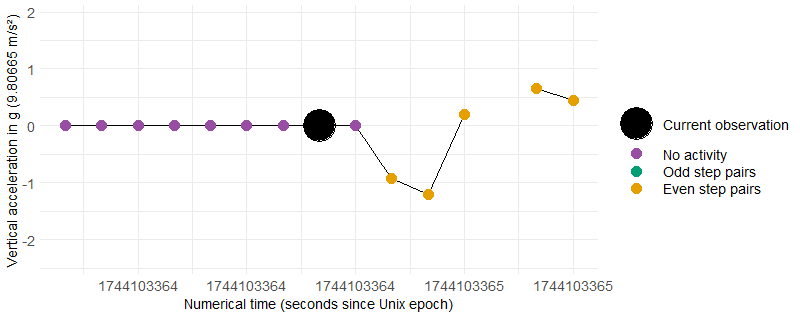 Vertical acceleration in g (9.80665 m/s²)
2
1
0
-1
-2
1744103364 1744103364 1744103364 1744103365 1744103365
Numerical time (seconds since Unix epoch)
Current observation
No activity
Odd step pairs
Even step pairs